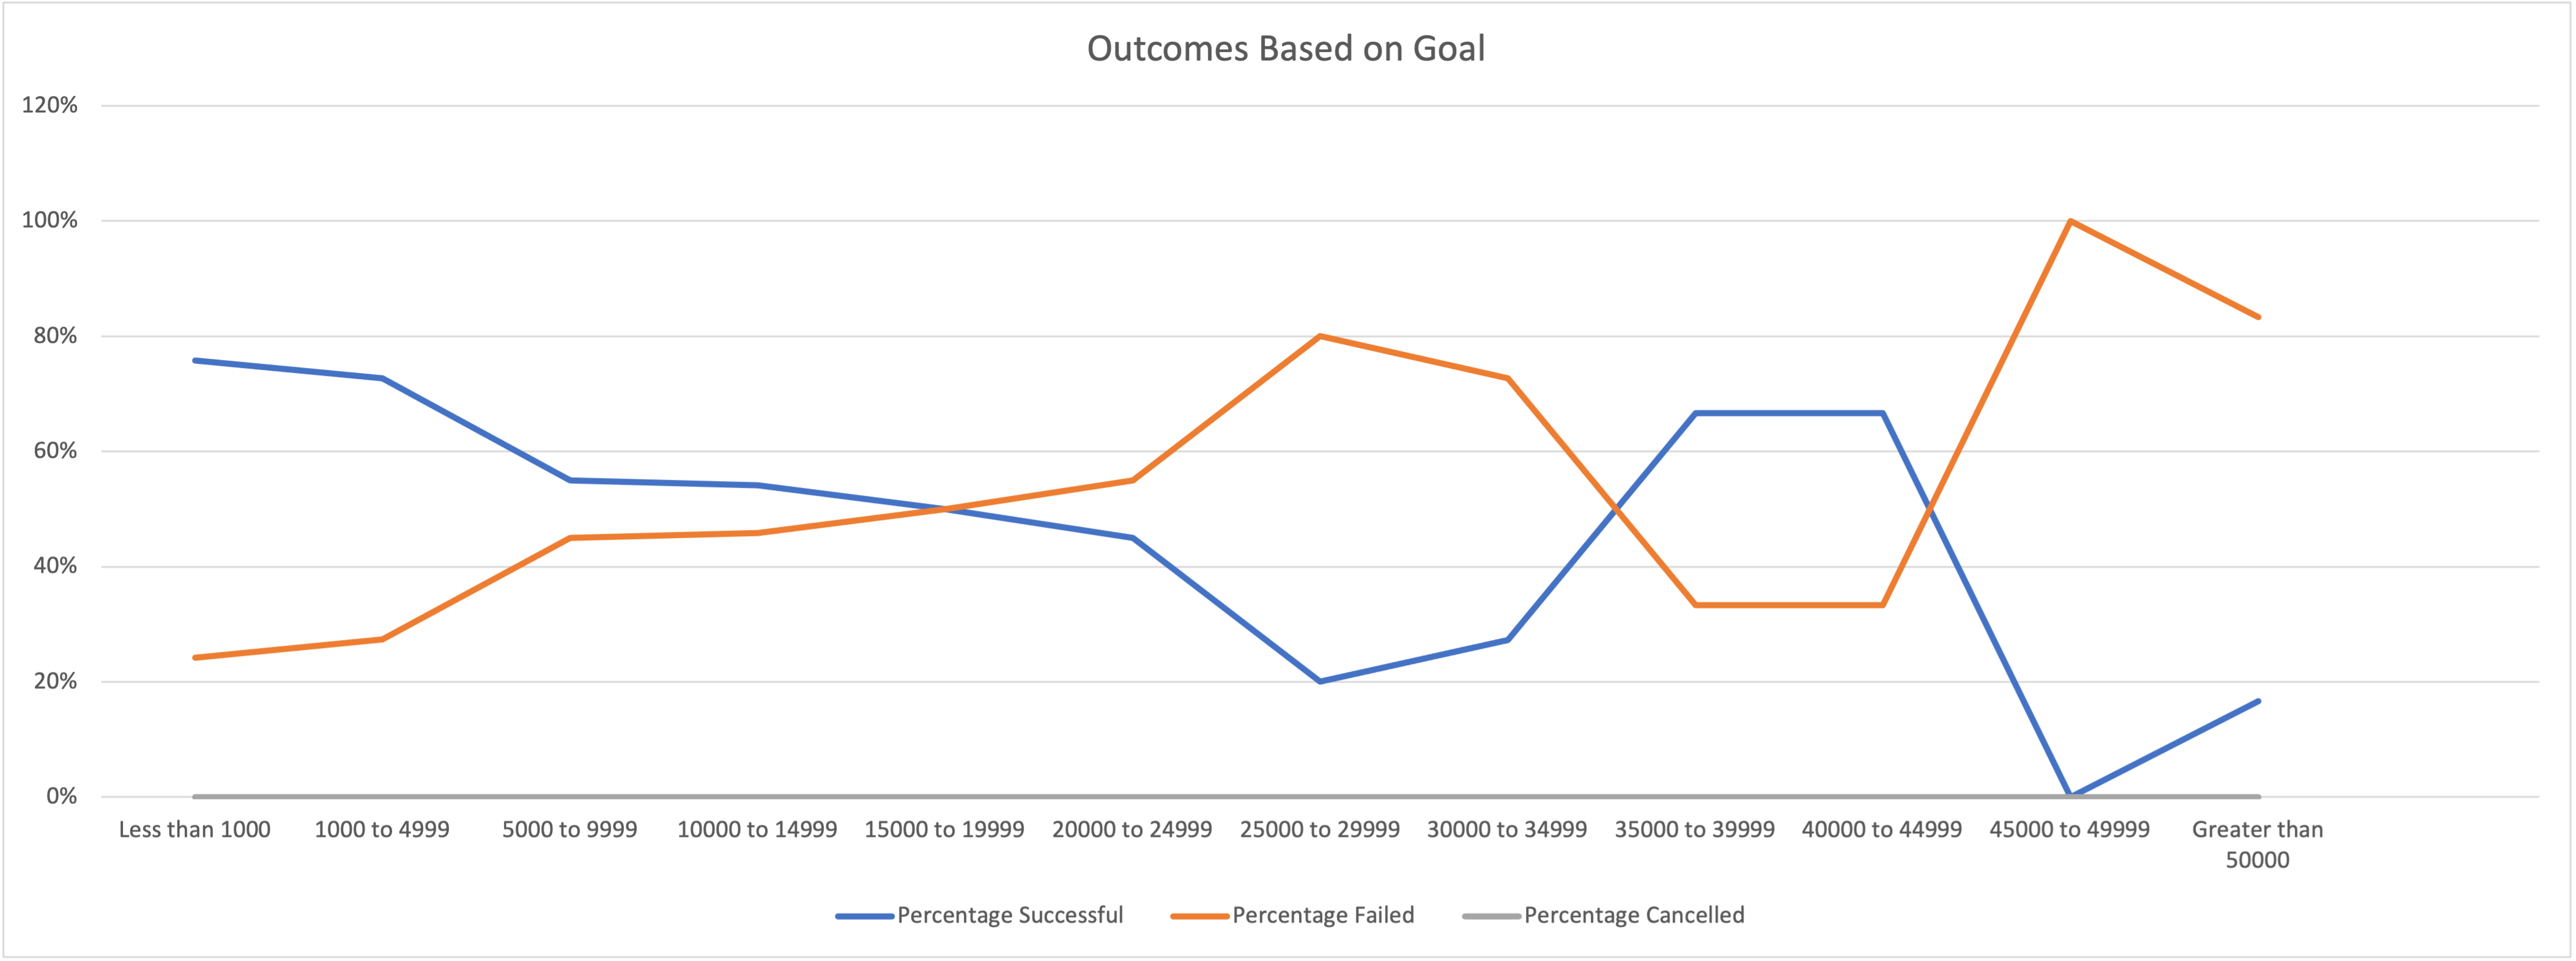 Outcomes Based on Goal
120%
100%
80%
60%
40%
20%
0%
Less than 1000 1000 to 4999 5000 to 9999 10000 to 14999 15000 to 19999 20000 to 24999 25000 to 29999 30000 to 34999 35000 to 39999 40000 to 44999 45000 to 49999 Greater than
50000
Percentage Successful Percentage Failed Percentage Cancelled